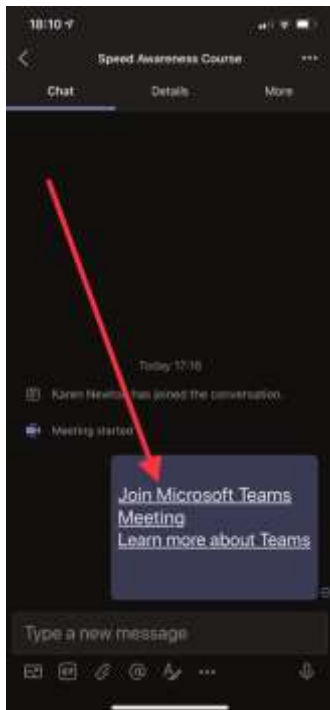 18:10
Speed Awareness Course
Chat Details More
Today 17:16
Karen Newton has joined the conversation.
Meeting started
Join Microsoft Teams
Meeting
Learn more about Teams
Type a new message
GIF